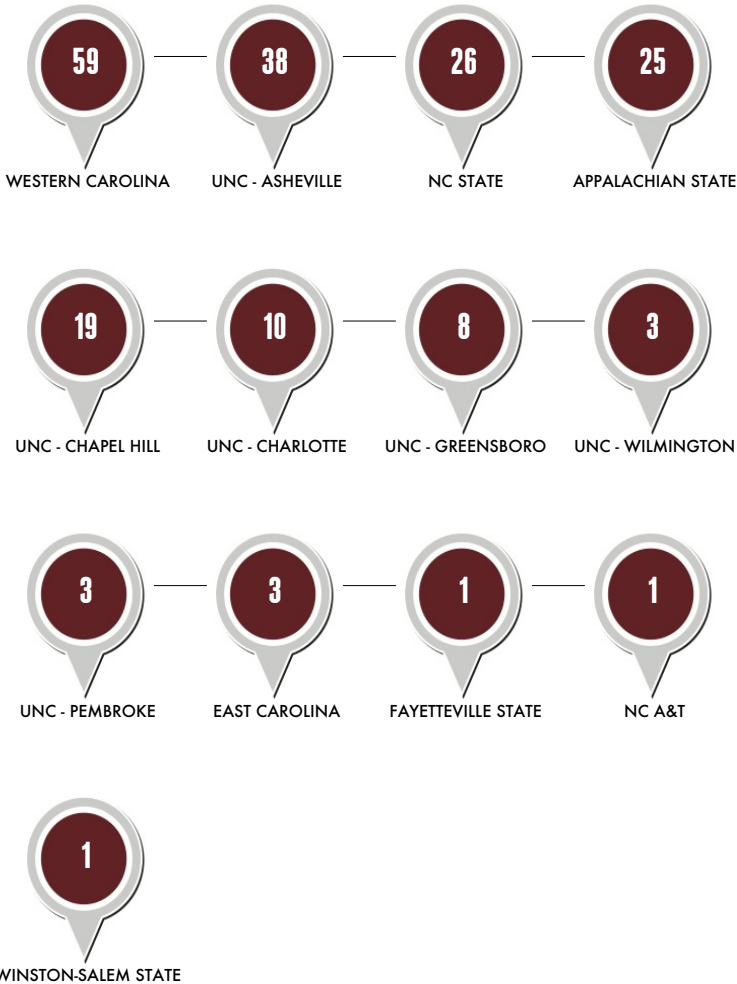 59
38
26
25
WESTERN CAROLINA
UNC - ASHEVILLE
NC STATE
APPALACHIAN STATE
19
10
8
3
UNC - CHAPEL HILL
UNC - CHARLOTTE
UNC - GREENSBORO
UNC - WILMINGTON
3
3
1
1
UNC - PEMBROKE
EAST CAROLINA
FAYETTEVILLE STATE
NC A&T
1
WINSTON-SALEM STATE